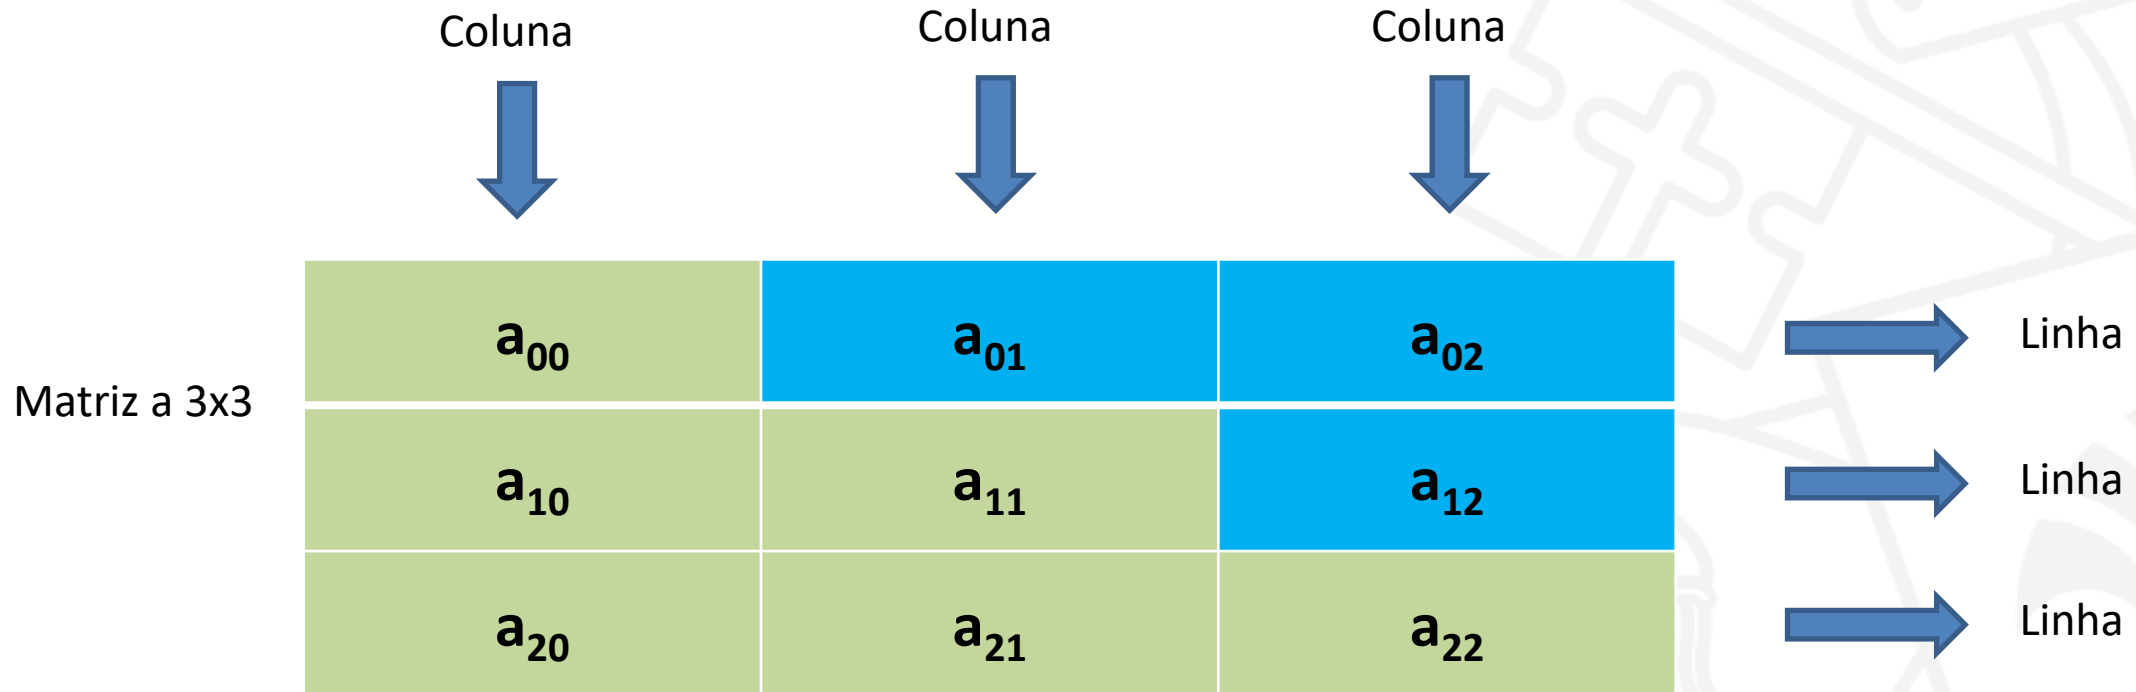 Coluna Coluna Coluna
a00 a01 a02 Linha
Matriz a 3x3
a10 a11 a12 Linha
a20 a21 a22 Linha